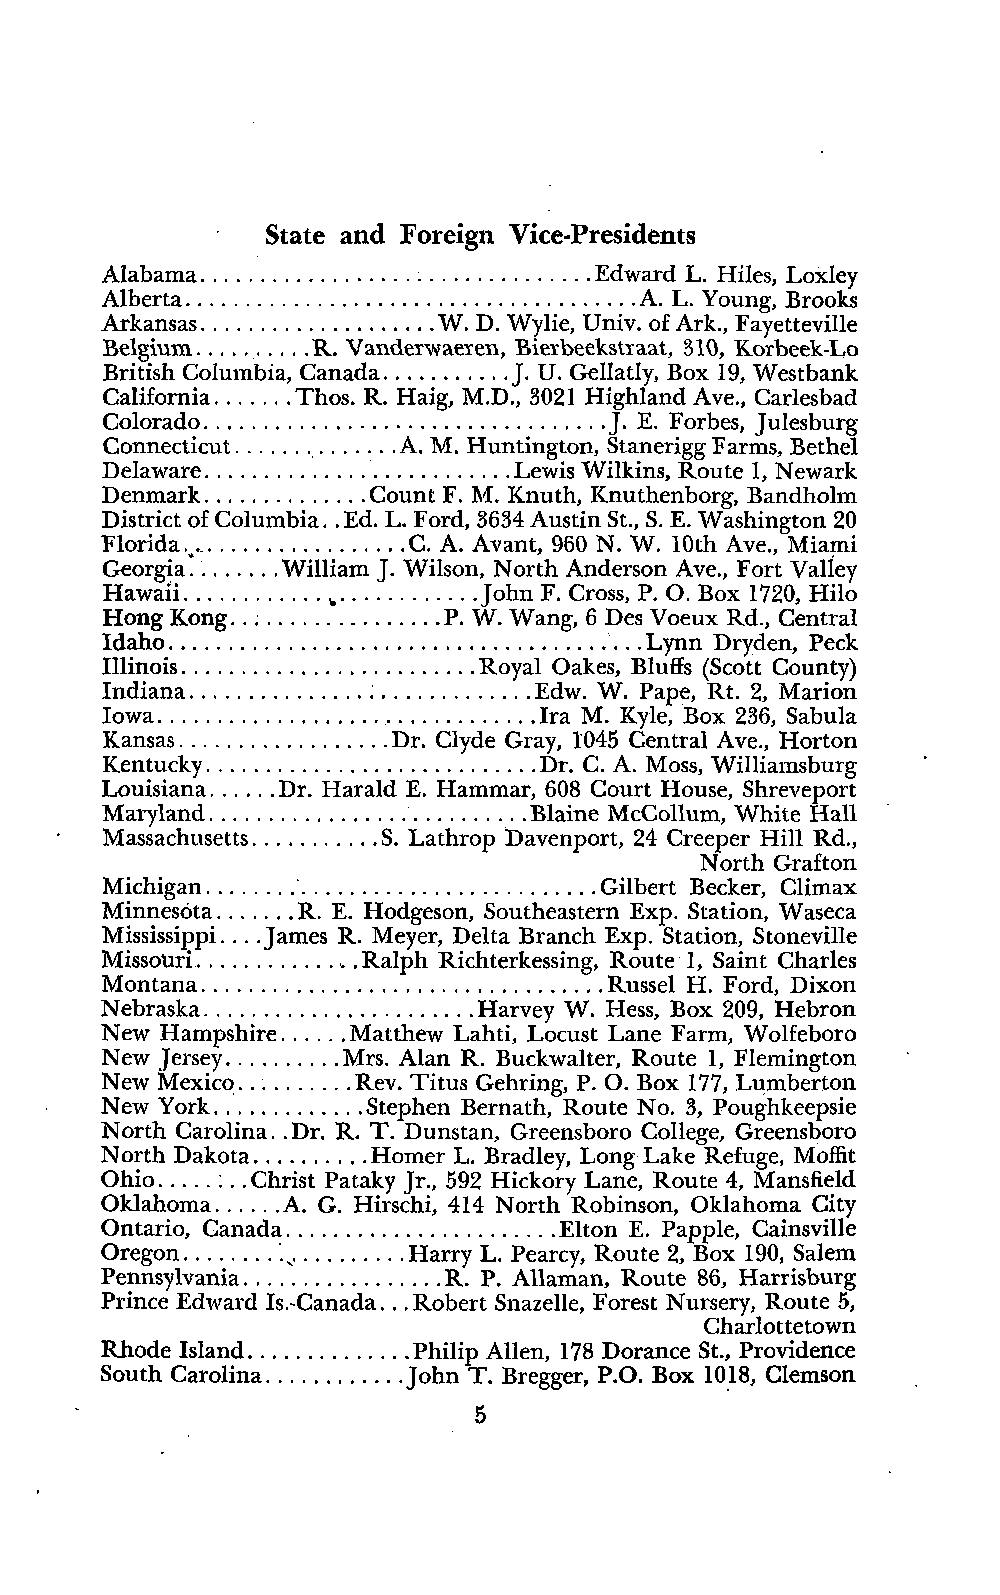 State and Foreign Vice-Presidents
Alabama.................................Edward L. Hiles, Loxley
Alberta......................................A. L. Young, Brooks
Arkansas....................W. D. Wylie, Univ. of Ark., Fayetteville
Belgium..........R. Vanderwaeren, Bierbeekstraat, 310, Korbeek-Lo
British Columbia, Canada...........J. U. Gellatly, Box 19, Westbank
California.......Thos. R. Haig, M.D., 3021 Highland Ave., Carlesbad
Colorado..................................J. E. Forbes, Julesburg
Connecticut..............A. M. Huntington, Stanerigg Farms, Bethel
Delaware..........................Lewis Wilkins, Route 1, Newark
Denmark..............Count F. M. Knuth, Knuthenborg, Bandholm
District of Columbia..Ed. L. Ford, 3634 Austin St., S. E. Washington 20
Florida...................C. A. Avant, 960 N. W. 10th Ave., Miami
Georgia........William J. Wilson, North Anderson Ave., Fort Valley
Hawaii.........................John F. Cross, P. O. Box 1720, Hilo
Hong Kong..................P. W. Wang, 6 Des Voeux Rd., Central
Idaho........................................Lynn Dryden, Peck
Illinois.........................Royal Oakes, Bluffs (Scott County)
Indiana.............................Edw. W. Pape, Rt. 2, Marion
Iowa................................Ira M. Kyle, Box 236, Sabula
Kansas..................Dr. Clyde Gray, 1045 Central Ave., Horton
Kentucky............................Dr. C. A. Moss, Williamsburg
Louisiana......Dr. Harald E. Hammar, 608 Court House, Shreveport
Maryland...........................Blaine McCollum, White Hall
Massachusetts...........S. Lathrop Davenport, 24 Creeper Hill Rd.,
North Grafton
Michigan.................................Gilbert Becker, Climax
Minnesota.......R. E. Hodgeson, Southeastern Exp. Station, Waseca
Mississippi....James R. Meyer, Delta Branch Exp. Station, Stoneville
Missouri..............Ralph Richterkessing, Route 1, Saint Charles
Montana..................................Russel H. Ford, Dixon
Nebraska.......................Harvey W. Hess, Box 209, Hebron
New Hampshire......Matthew Lahti, Locust Lane Farm, Wolfeboro
New Jersey..........Mrs. Alan R. Buckwalter, Route 1, Flemington
New Mexico..........Rev. Titus Gehring, P. O. Box 177, Lumberton
New York.............Stephen Bernath, Route No. 3, Poughkeepsie
North Carolina..Dr. R. T. Dunstan, Greensboro College, Greensboro
North Dakota..........Homer L. Bradley, Long Lake Refuge, Moffit
Ohio........Christ Pataky Jr., 592 Hickory Lane, Route 4, Mansfield
Oklahoma......A. G. Hirschi, 414 North Robinson, Oklahoma City
Ontario, Canada.......................Elton E. Papple, Cainsville
Oregon...................Harry L. Pearcy, Route 2, Box 190, Salem
Pennsylvania.................R. P. Allaman, Route 86, Harrisburg
Prince Edward Is.-Canada...Robert Snazelle, Forest Nursery, Route 5,
Charlottetown
Rhode Island..............Philip Allen, 178 Dorance St., Providence
South Carolina............John T. Bregger, P.O. Box 1018, Clemson
5